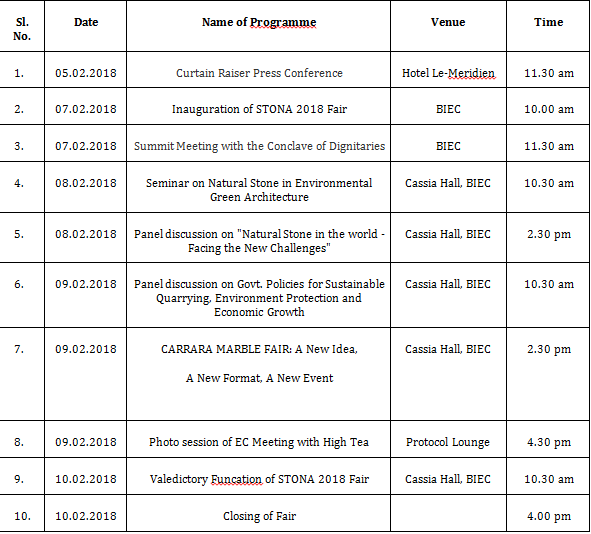 Sl. No. Date Name of Programme Venue Time
1. 05.02.2018 Curtain Raiser Press Conference Hotel Le-Meridien 11.30 am
2. 07.02.2018 Inauguration of STONA 2018 Fair BIEC 10.00 am
3. 07.02.2018 Summit Meeting with the Conclave of Dignitaries BIEC 11.30 am
4. 08.02.2018 Seminar on Natural Stone in Environmental Cassia Hall, BIEC 10.30 am
Green Architecture
5. 08.02.2018 Panel discussion on "Natural Stone in the world - Cassia Hall, BIEC 2.30 pm
Facing the New Challenges"
6. 09.02.2018 Panel discussion on Govt. Policies for Sustainable Cassia Hall, BIEC 10.30 am
Quarrying, Environment Protection and
Economic Growth
7. 09.02.2018 CARRARA MARBLE FAIR: A New Idea, Cassia Hall, BIEC 2.30 pm
A New Format, A New Event
8. 09.02.2018 Photo session of EC Meeting with High Tea Protocol Lounge 4.30 pm
9. 10.02.2018 Valedictory Funcation of STONA 2018 Fair Cassia Hall, BIEC 10.30 am
10. 10.02.2018 Closing of Fair 4.00 pm